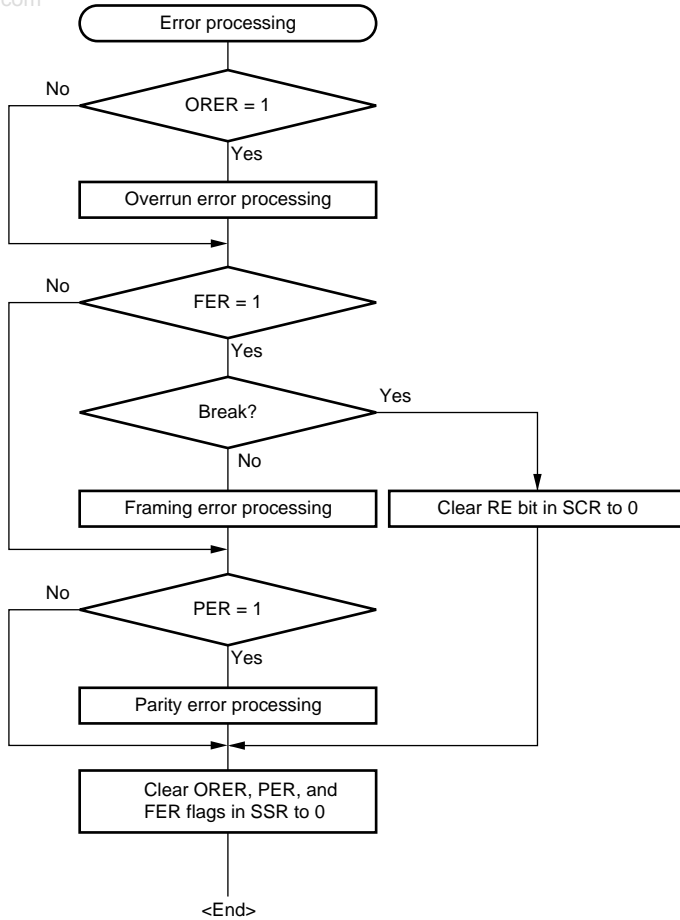 com
Error processing
No
ORER = 1
Yes
Overrun error processing
No
FER = 1
Yes
Break?
Yes
No
Framing error processing
Clear RE bit in SCR to 0
No
PER = 1
Yes
Parity error processing
Clear ORER, PER, and
FER flags in SSR to 0
<End>